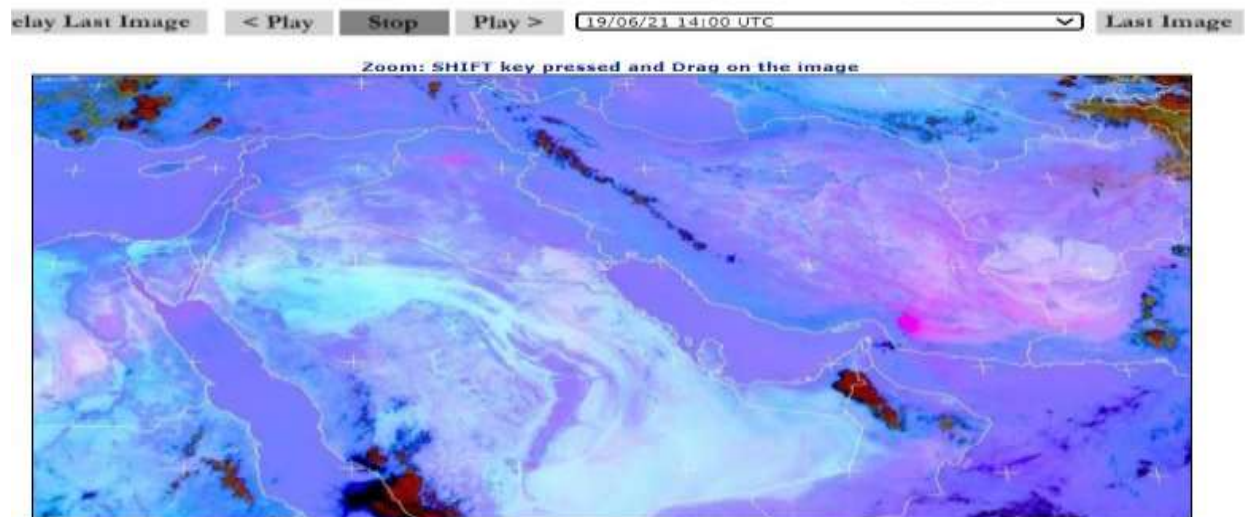 elay Last Image < Play Stop Play > 19/06/21 14:00 UTC Last Image
Zoom: SHIFT key pressed and Drag on the image